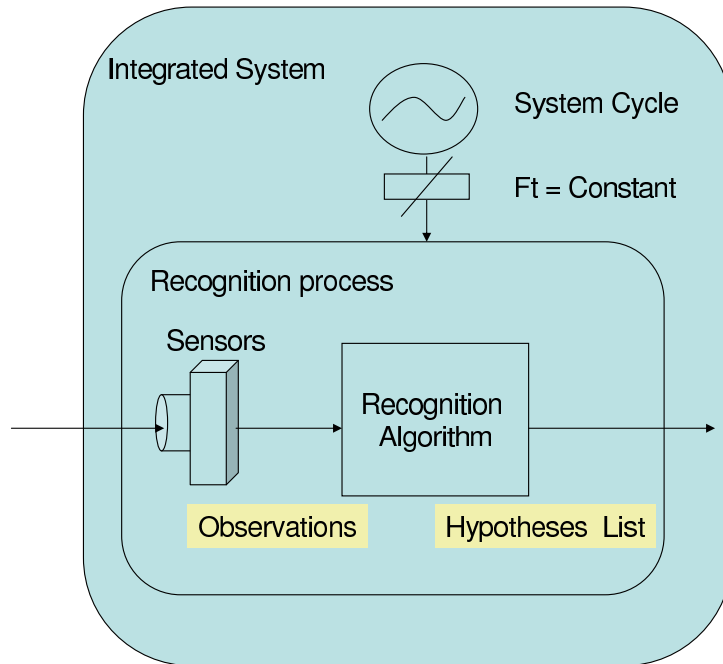 Integrated System
System Cycle
Ft = Constant
Recognition process
Sensors
Recognition
Algorithm
Observations
Hypotheses List